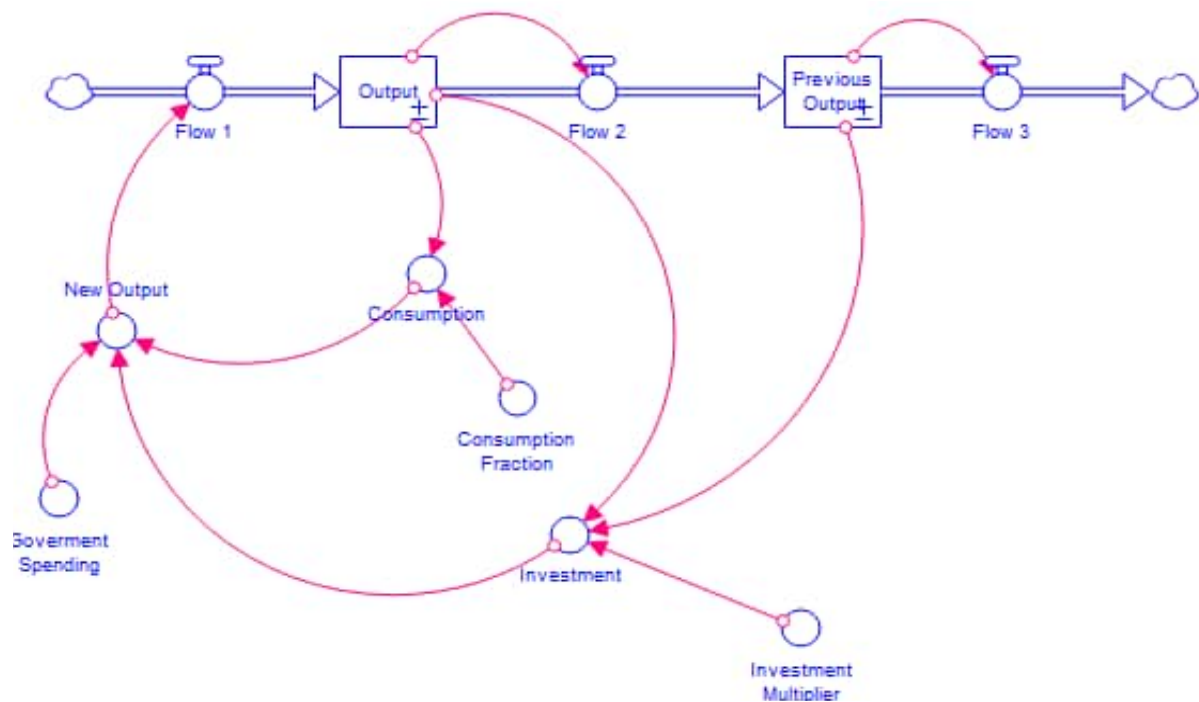 Output
Previous
Output
Flow 1
Flow 2
Flow 3
New Output
Consumption
Consumption
Fraction
Goverment
Spending
Investment
Investment
Multiplier